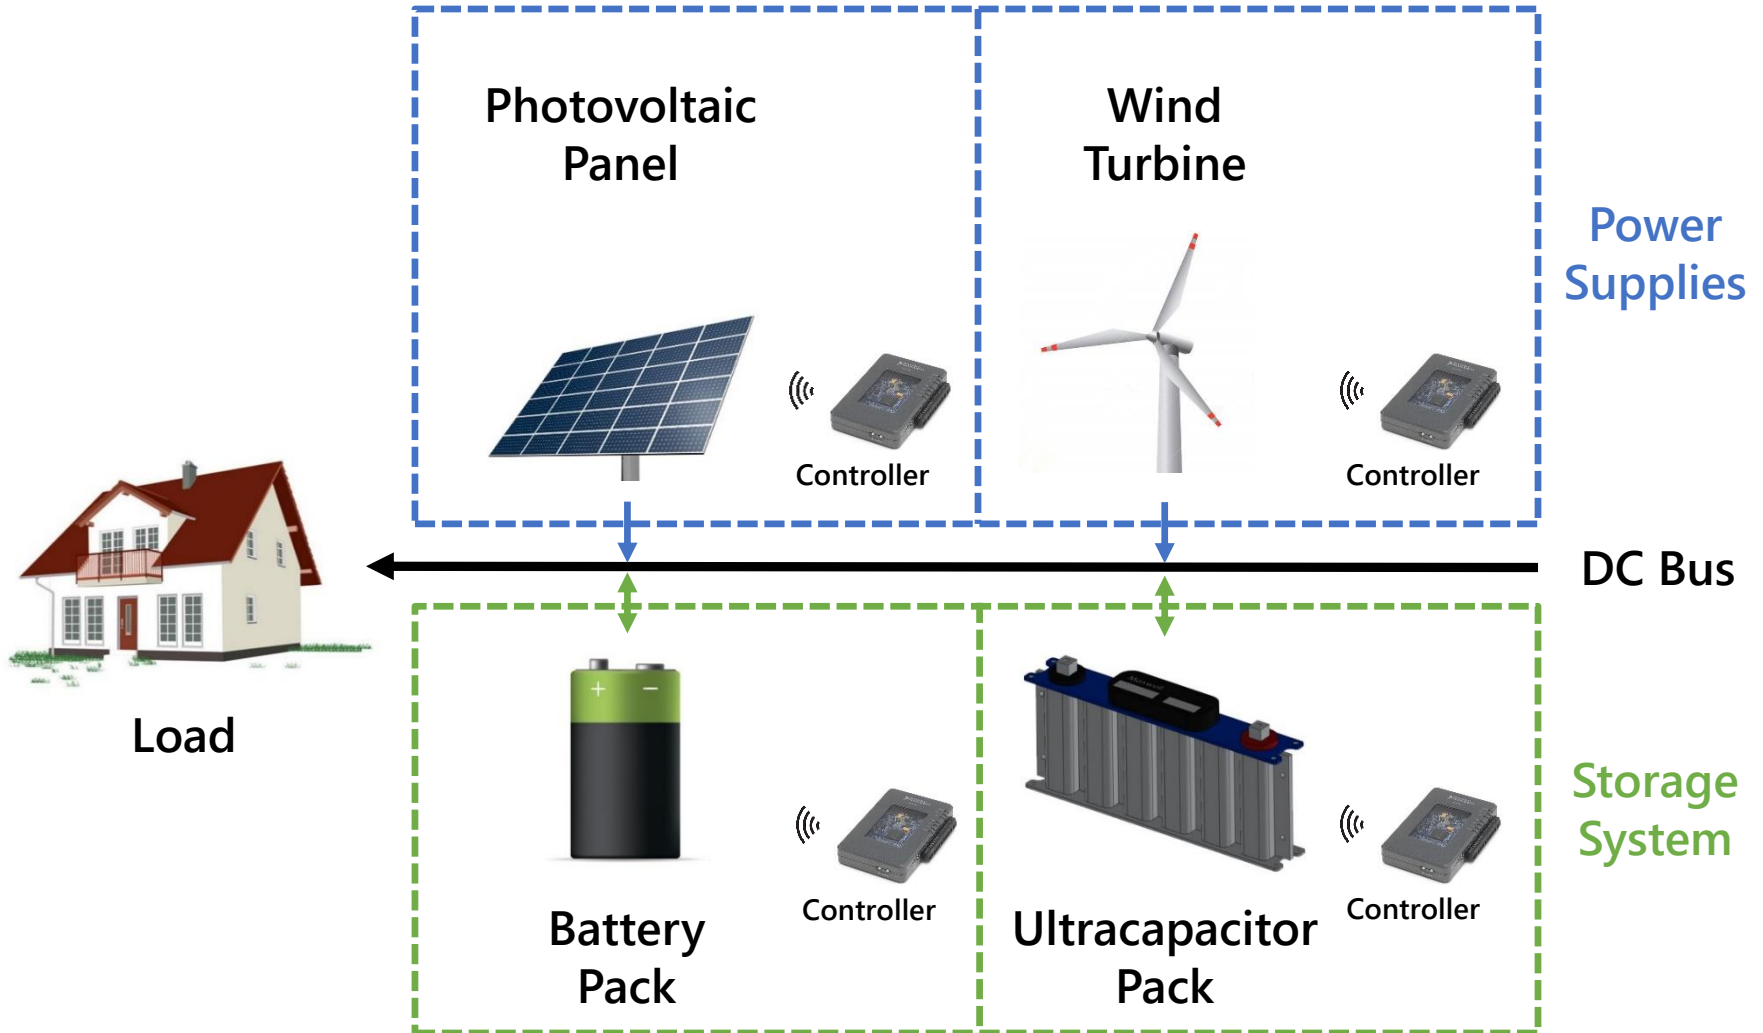 Photovoltaic
Panel
Wind
Turbine
Power
Supplies
Controller
Controller
DC Bus
Load
+ −
Maxwell
Storage
System
Controller
Controller
Battery
Pack
Ultracapacitor
Pack